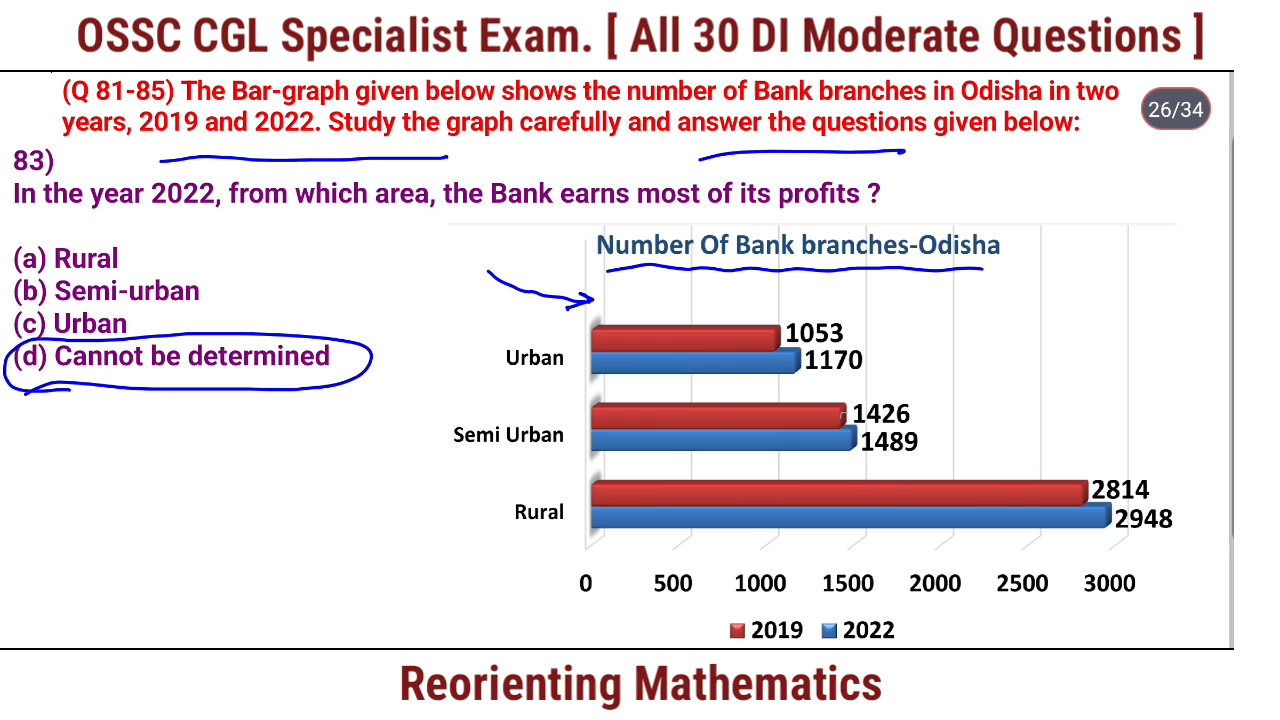 OSSC CGL Specialist Exam. [ All 30 DI Moderate Questions ]
(Q 81-85) The Bar-graph given below shows the number of Bank branches in Odisha in two
years, 2019 and 2022. Study the graph carefully and answer the questions given below:
26/34
83)
In the year 2022, from which area, the Bank earns most of its profits ?
(a) Rural
(b) Semi-urban
(c) Urban
(d) Cannot be determined
Number Of Bank branches-Odisha
Urban
1053
1170
Semi Urban
1426
1489
Rural
2814
2948
0 500 1000 1500 2000 2500 3000
2019 2022
Reorienting Mathematics